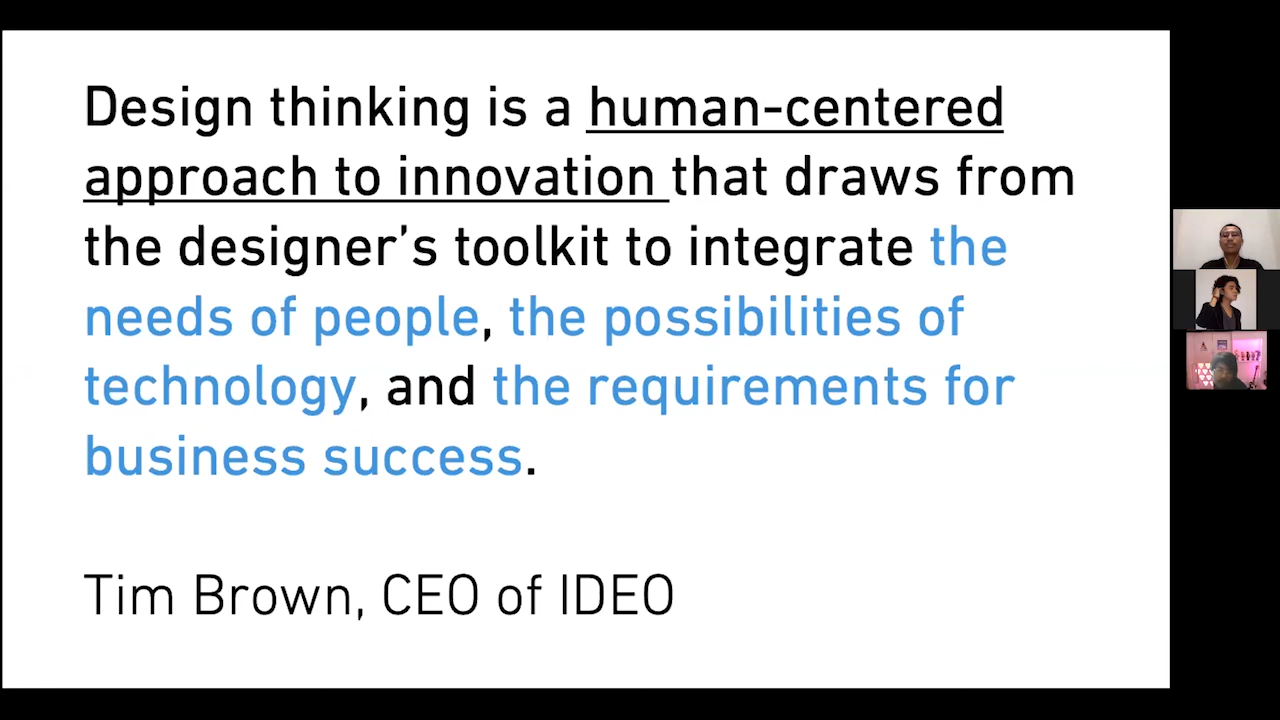 Design thinking is a human-centered
approach to innovation that draws from
the designer’s toolkit to integrate the
needs of people, the possibilities of
technology, and the requirements for
business success.
Tim Brown, CEO of IDEO